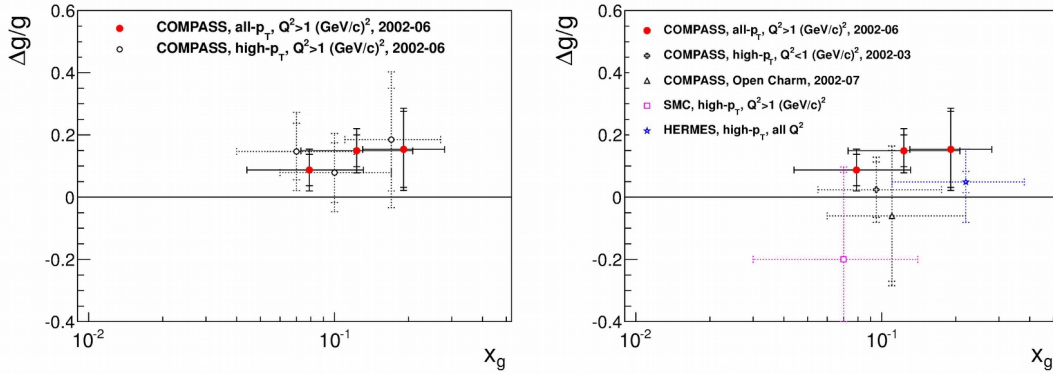 Δg/g
COMPASS, all-p_T, Q²>1 (GeV/c)², 2002-06
COMPASS, high-p_T, Q²>1 (GeV/c)², 2002-06
0.6
0.4
0.2
0
-0.2
-0.4
10⁻²
10⁻¹
x_g
Δg/g
COMPASS, all-p_T, Q²>1 (GeV/c)², 2002-06
COMPASS, high-p_T, Q²<1 (GeV/c)², 2002-03
COMPASS, Open Charm, 2002-07
SMC, high-p_T, Q²>1 (GeV/c)²
HERMES, high-p_T, all Q²
0.6
0.4
0.2
0
-0.2
-0.4
10⁻²
10⁻¹
x_g